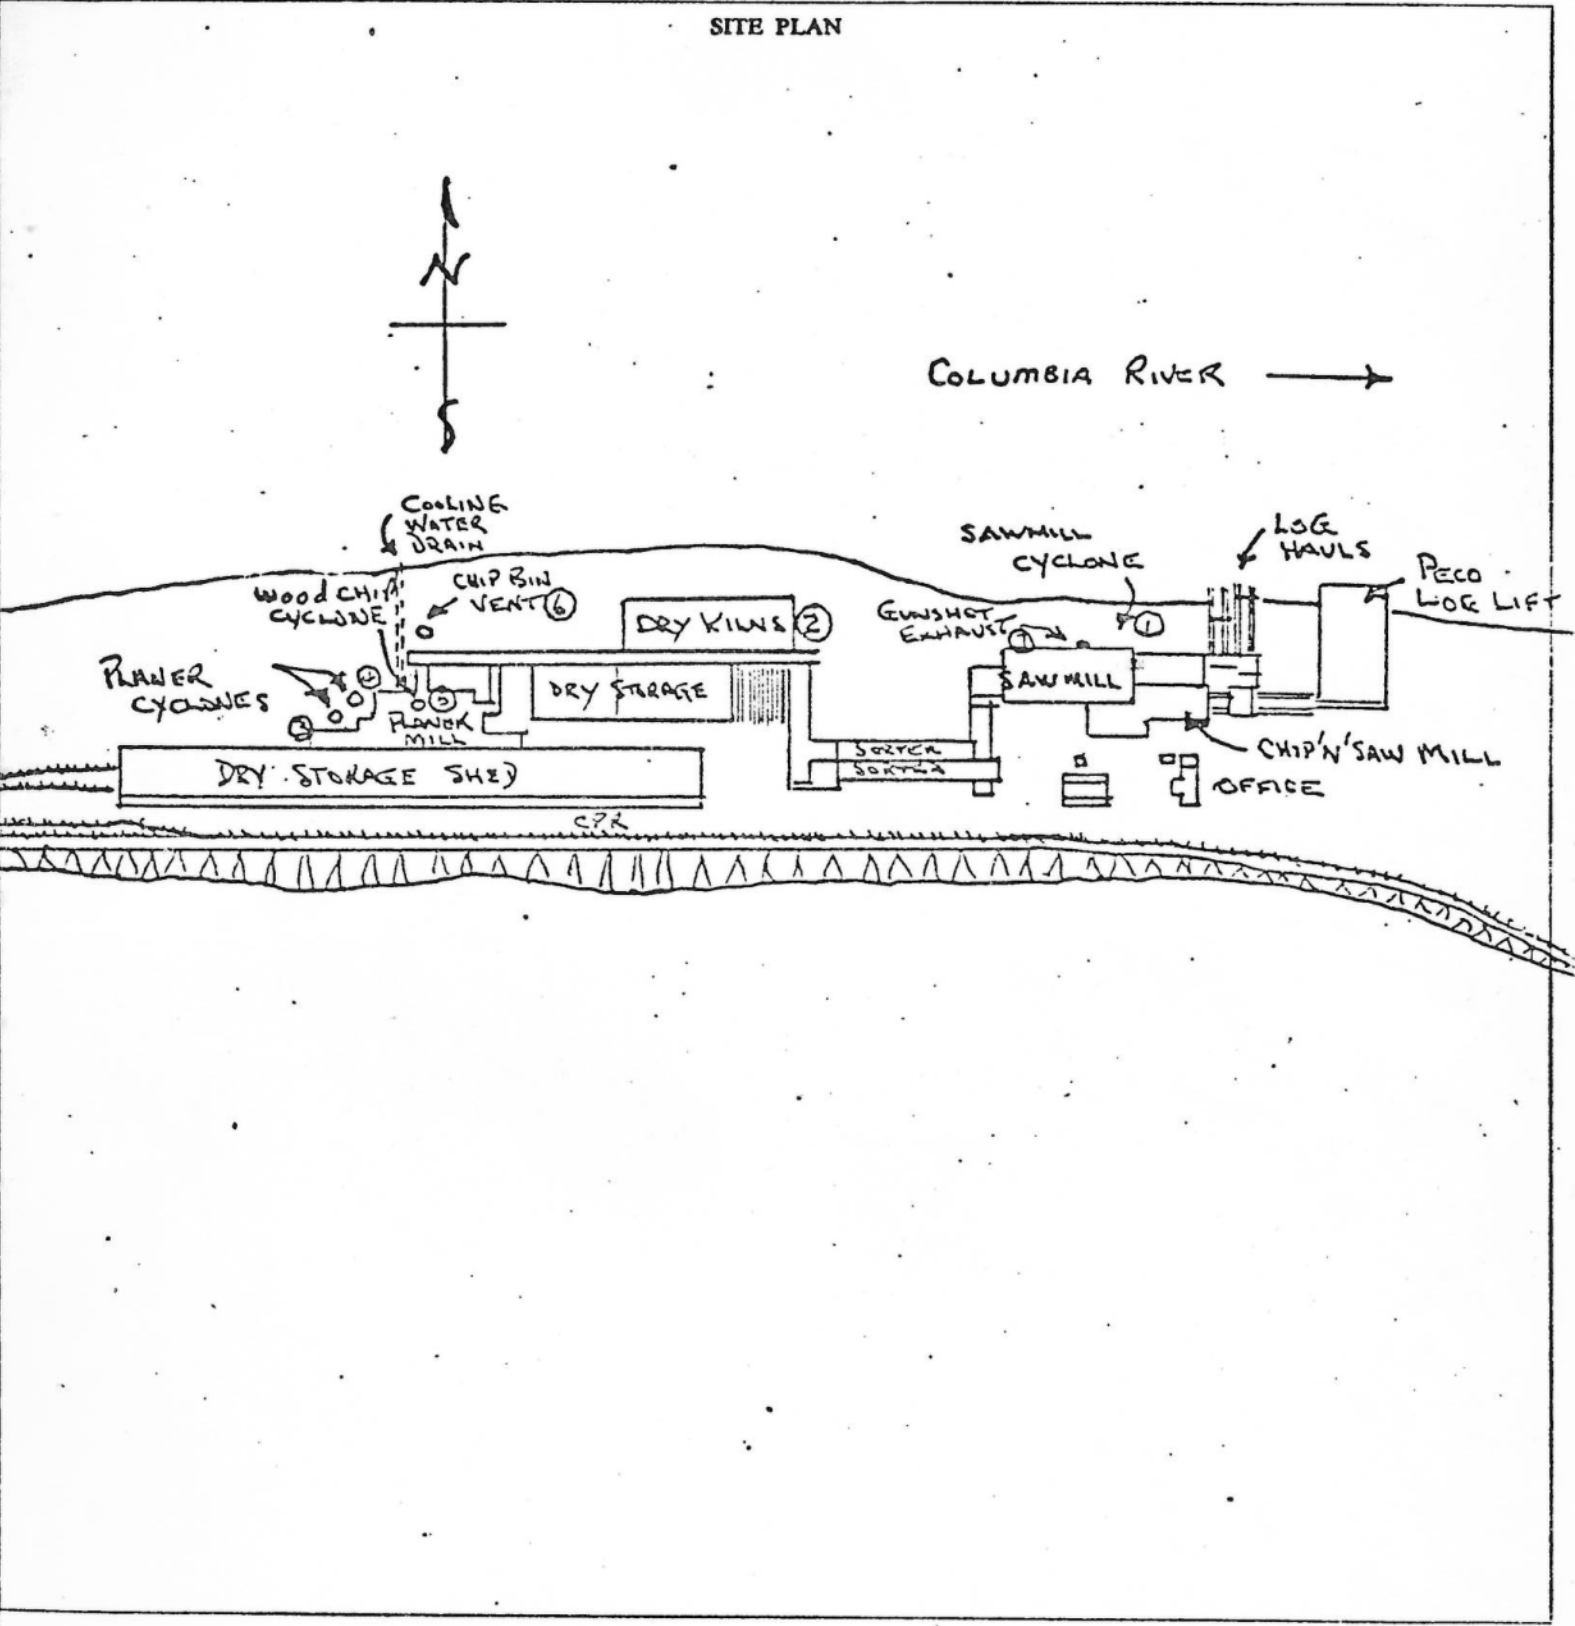 SITE PLAN
N
S
COLUMBIA RIVER
COOLING
WATER
DRAIN
SAWMILL
CYCLONE
LOG
HAULS
PECO
LOG LIFT
WOOD CHIP
CYCLONE
CHIP BIN
VENT 6
DRY KILNS 2
GUNSHOT
EXHAUST 7
1
PLANER
CYCLONES
4
3
5
PLANER
MILL
DRY STORAGE
SAWMILL
SORTER
SORTER
CHIP'N'SAW MILL
OFFICE
DRY STORAGE SHED
CPR